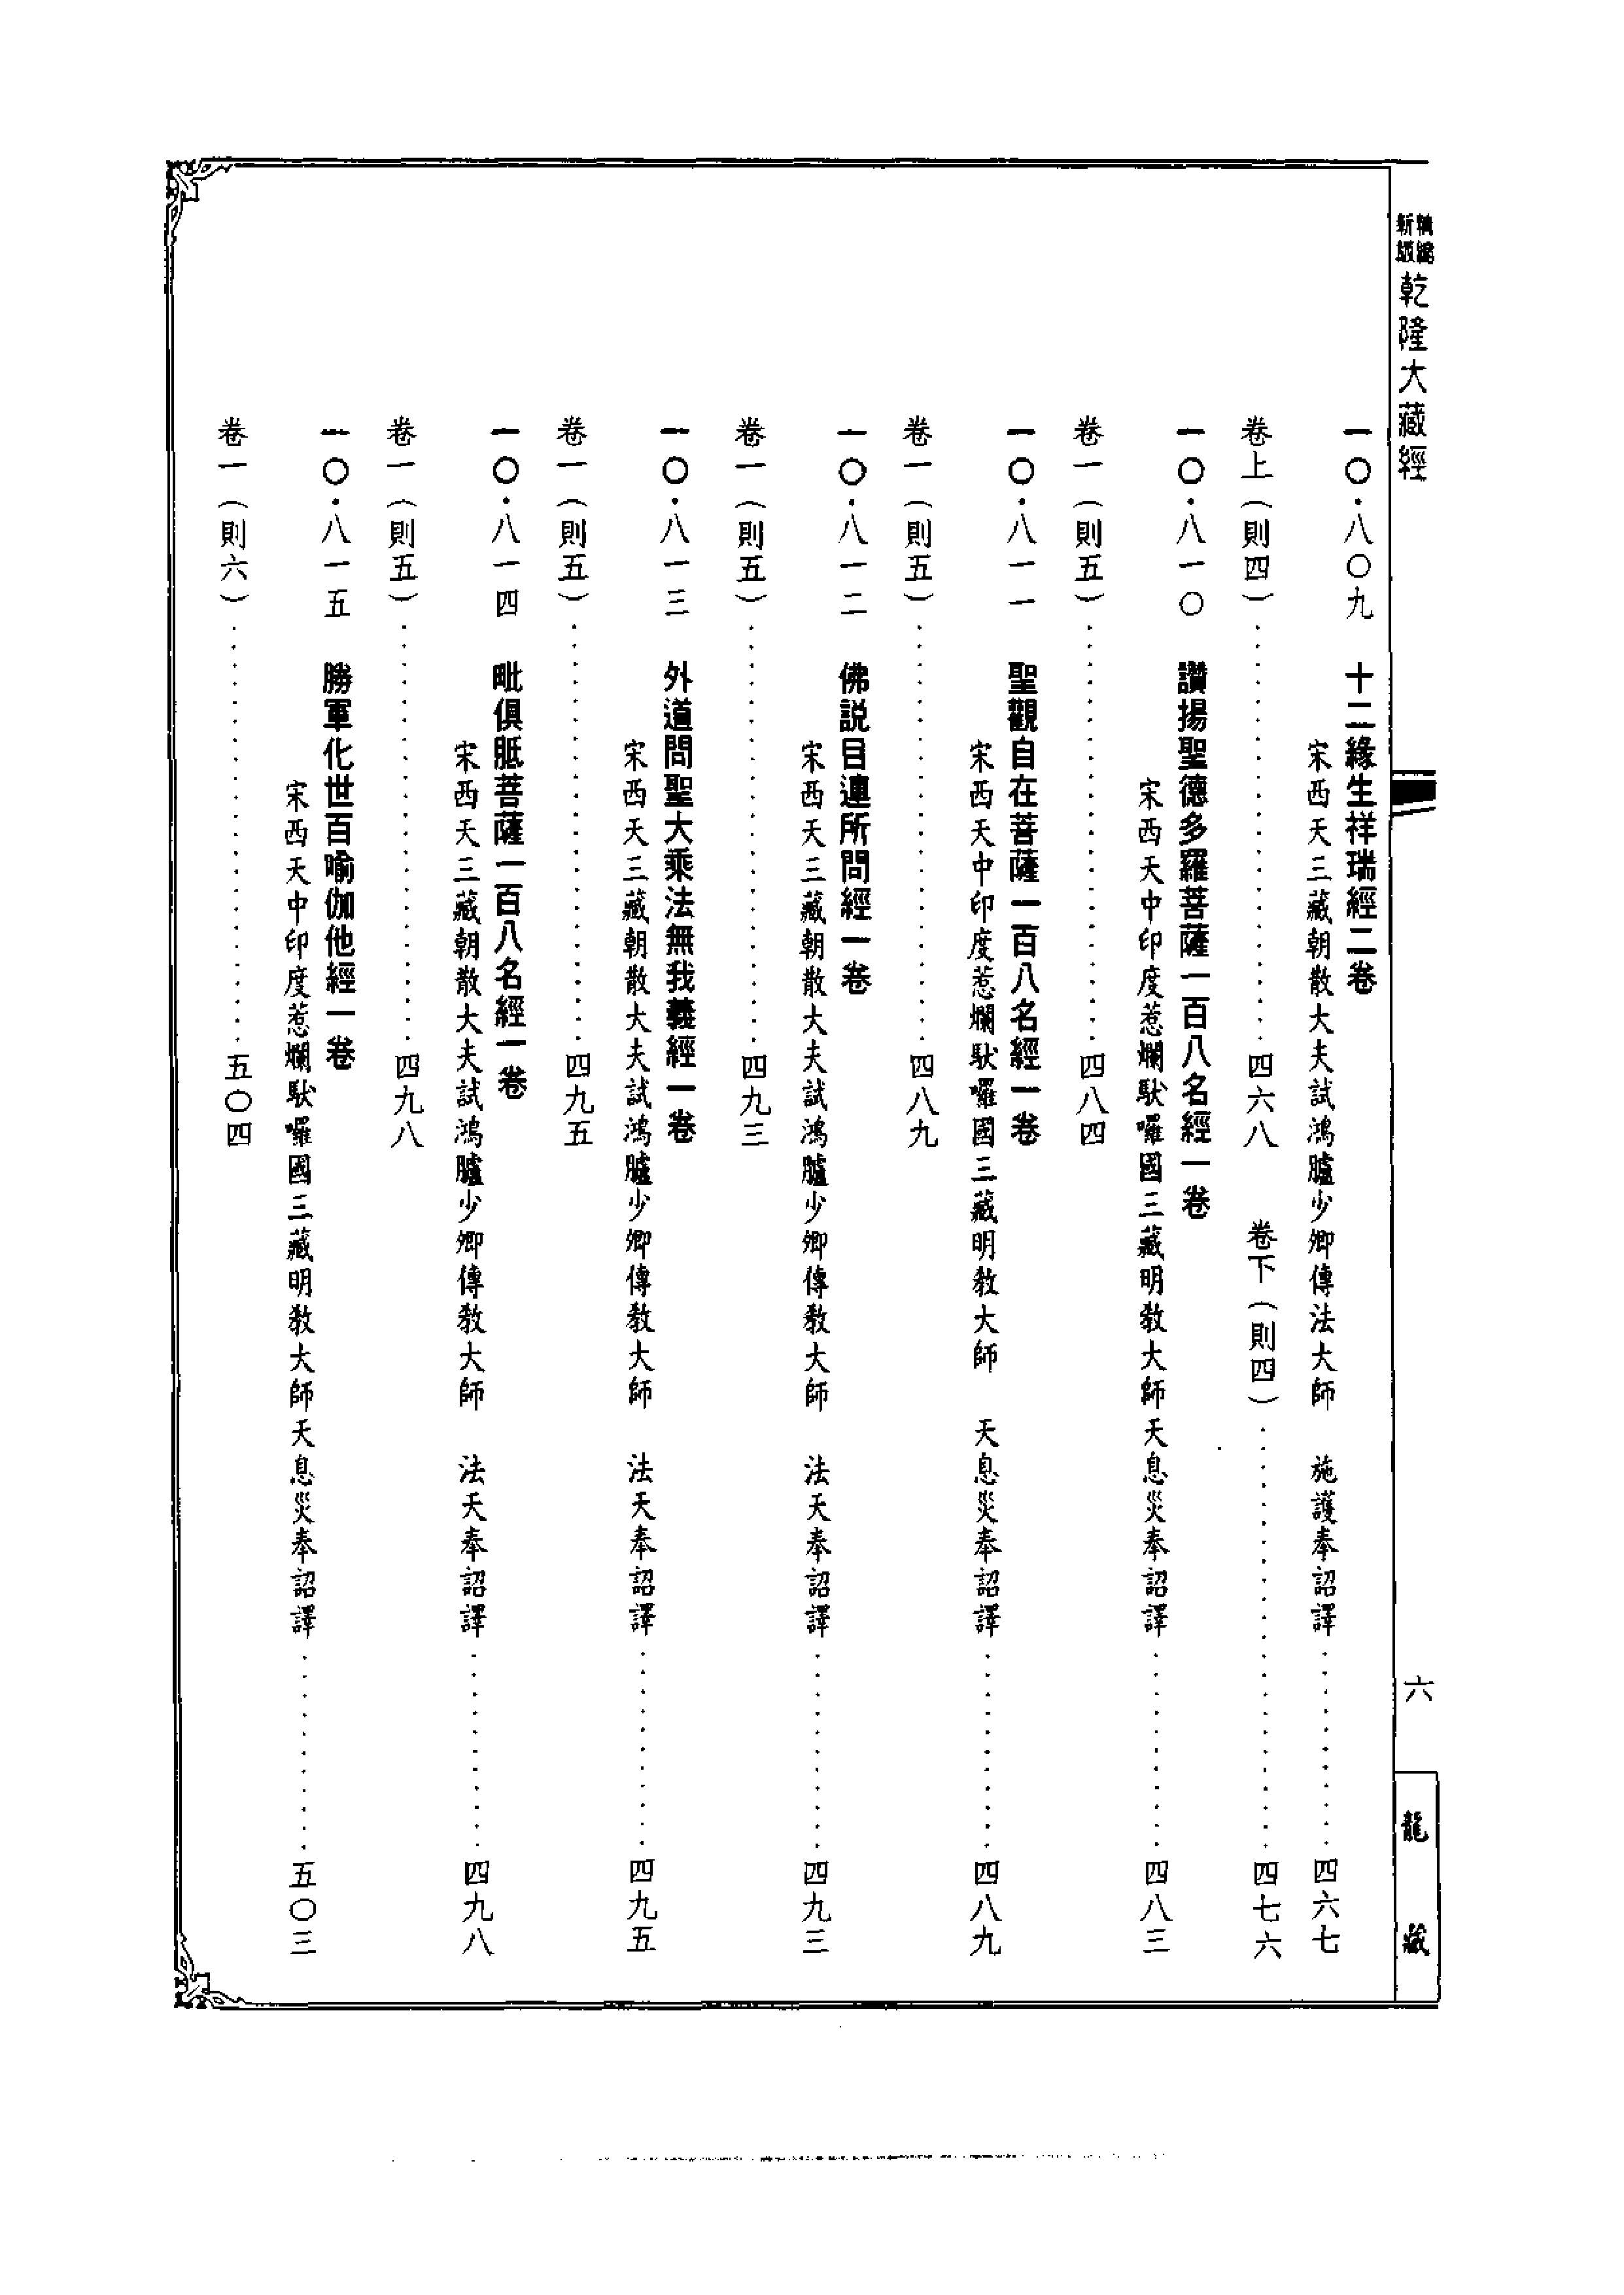 精編新版乾隆大藏經
六
龍藏
一〇·八〇九 十二緣生祥瑞經二卷
宋西天三藏朝散大夫試鴻臚少卿傳法大師 施護奉詔譯‧‧‧‧‧‧‧‧‧‧‧四六七
卷上(則四)‧‧‧‧‧‧‧‧‧‧‧‧‧‧‧‧‧‧‧‧‧‧四六八 卷下(則四)‧‧‧‧‧‧‧‧‧‧‧‧‧‧‧‧‧‧‧‧‧‧‧四七六
一〇·八一〇 讚揚聖德多羅菩薩一百八名經一卷
宋西天中印度惹爛馱囉國三藏明教大師天息災奉詔譯‧‧‧‧‧‧‧‧‧‧‧四八三
卷一(則五)‧‧‧‧‧‧‧‧‧‧‧‧‧‧‧‧‧‧‧‧‧‧四八四
一〇·八一一 聖觀自在菩薩一百八名經一卷
宋西天中印度惹爛馱囉國三藏明教大師 天息災奉詔譯‧‧‧‧‧‧‧‧‧‧‧四八九
卷一(則五)‧‧‧‧‧‧‧‧‧‧‧‧‧‧‧‧‧‧‧‧‧‧四八九
一〇·八一二 佛説目連所問經一卷
宋西天三藏朝散大夫試鴻臚少卿傳教大師 法天奉詔譯‧‧‧‧‧‧‧‧‧‧‧四九三
卷一(則五)‧‧‧‧‧‧‧‧‧‧‧‧‧‧‧‧‧‧‧‧‧‧四九三
一〇·八一三 外道問聖大乘法無我義經一卷
宋西天三藏朝散大夫試鴻臚少卿傳教大師 法天奉詔譯‧‧‧‧‧‧‧‧‧‧‧四九五
卷一(則五)‧‧‧‧‧‧‧‧‧‧‧‧‧‧‧‧‧‧‧‧‧‧四九五
一〇·八一四 毗俱胝菩薩一百八名經一卷
宋西天三藏朝散大夫試鴻臚少卿傳教大師 法天奉詔譯‧‧‧‧‧‧‧‧‧‧‧四九八
卷一(則五)‧‧‧‧‧‧‧‧‧‧‧‧‧‧‧‧‧‧‧‧‧‧四九八
一〇·八一五 勝軍化世百喻伽他經一卷
宋西天中印度惹爛馱囉國三藏明教大師天息災奉詔譯‧‧‧‧‧‧‧‧‧‧‧五〇三
卷一(則六)‧‧‧‧‧‧‧‧‧‧‧‧‧‧‧‧‧‧‧‧‧‧五〇四